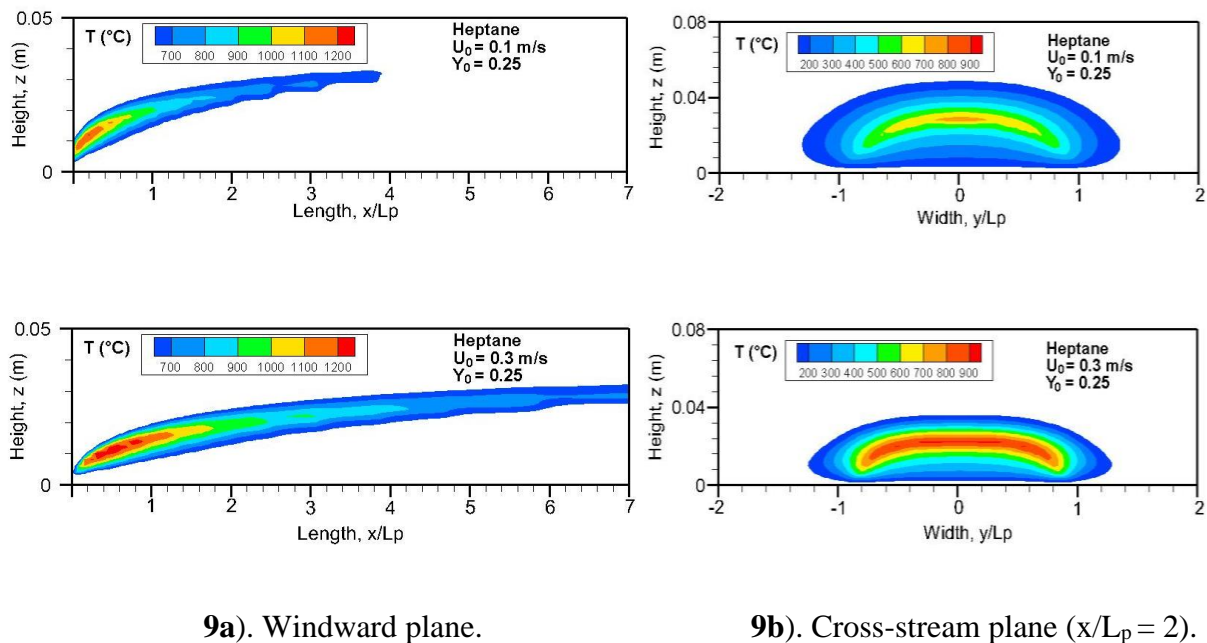 0.05
T (°C)
700 800 900 1000 1100 1200
Heptane
U0 = 0.1 m/s
Y0 = 0.25
Height, z (m)
0
1 2 3 4 5 6 7
Length, x/Lp
0.08
T (°C)
200 300 400 500 600 700 800 900
Heptane
U0 = 0.1 m/s
Y0 = 0.25
Height, z (m)
0.04
0
-2 -1 0 1 2
Width, y/Lp
0.05
T (°C)
700 800 900 1000 1100 1200
Heptane
U0 = 0.3 m/s
Y0 = 0.25
Height, z (m)
0
1 2 3 4 5 6 7
Length, x/Lp
0.08
T (°C)
200 300 400 500 600 700 800 900
Heptane
U0 = 0.3 m/s
Y0 = 0.25
Height, z (m)
0.04
0
-2 -1 0 1 2
Width, y/Lp
9a). Windward plane.
9b). Cross-stream plane (x/Lp = 2).